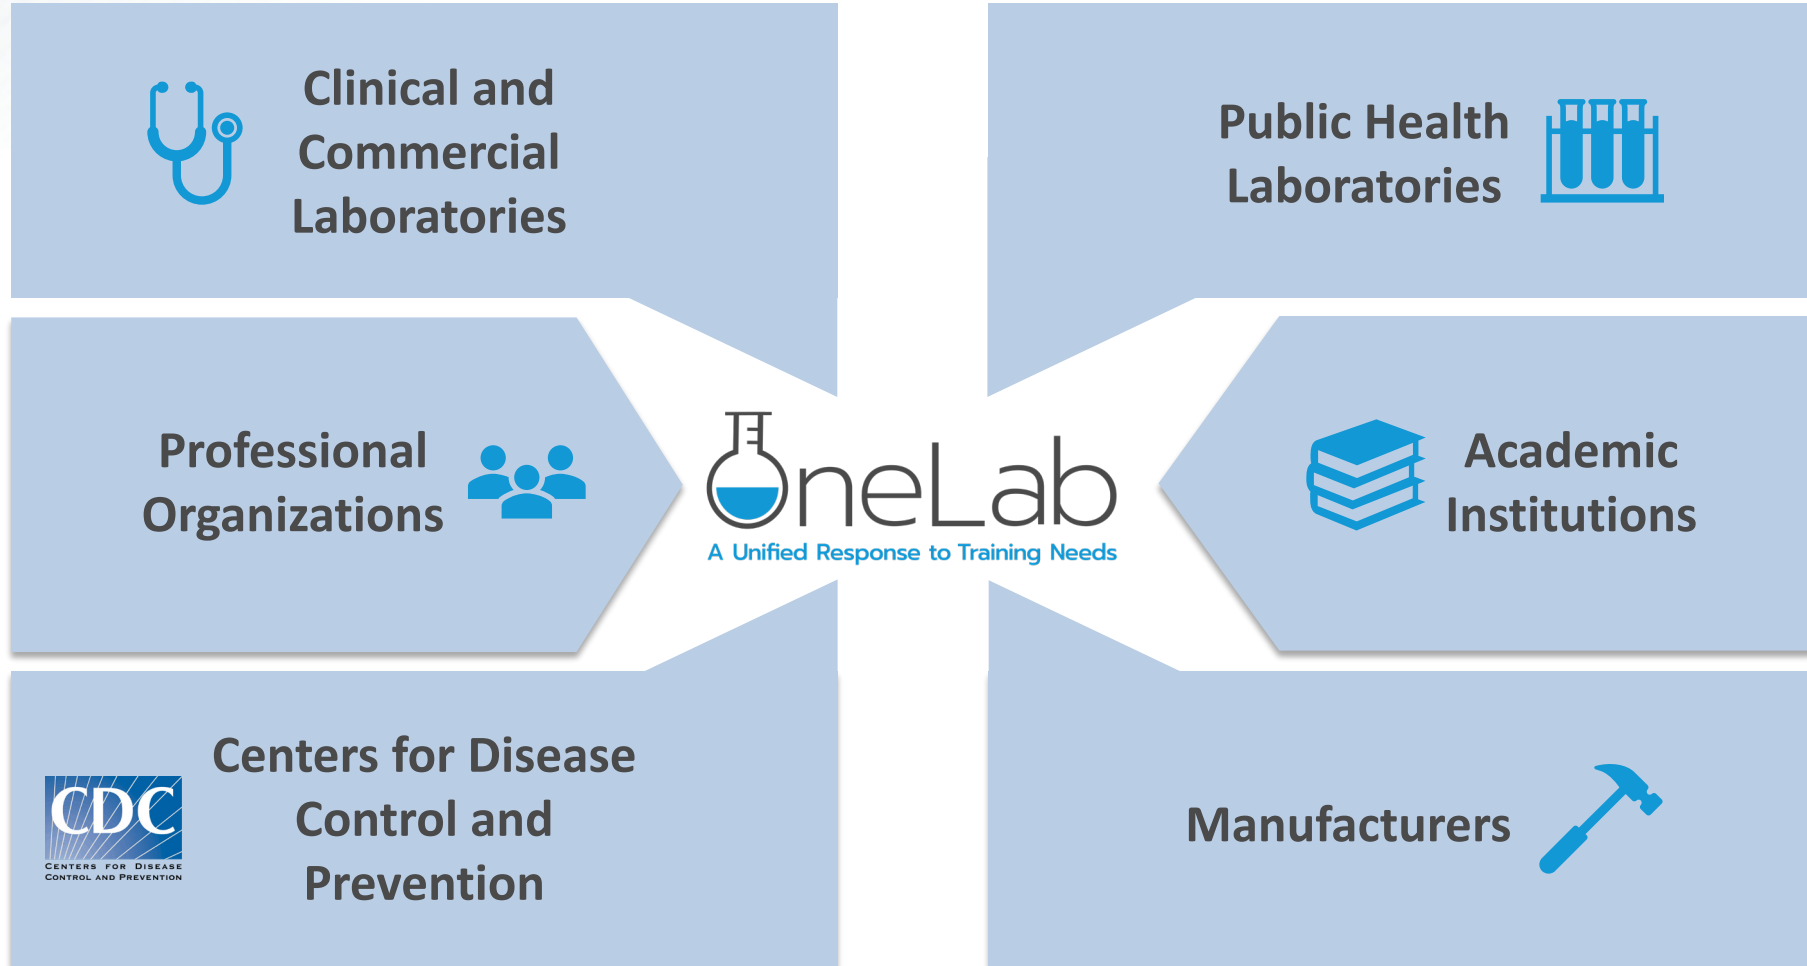 Clinical and
Commercial
Laboratories
Public Health
Laboratories
Professional
Organizations
OneLab
A Unified Response to Training Needs
Academic
Institutions
CDC
CENTERS FOR DISEASE
CONTROL AND PREVENTION
Centers for Disease
Control and
Prevention
Manufacturers